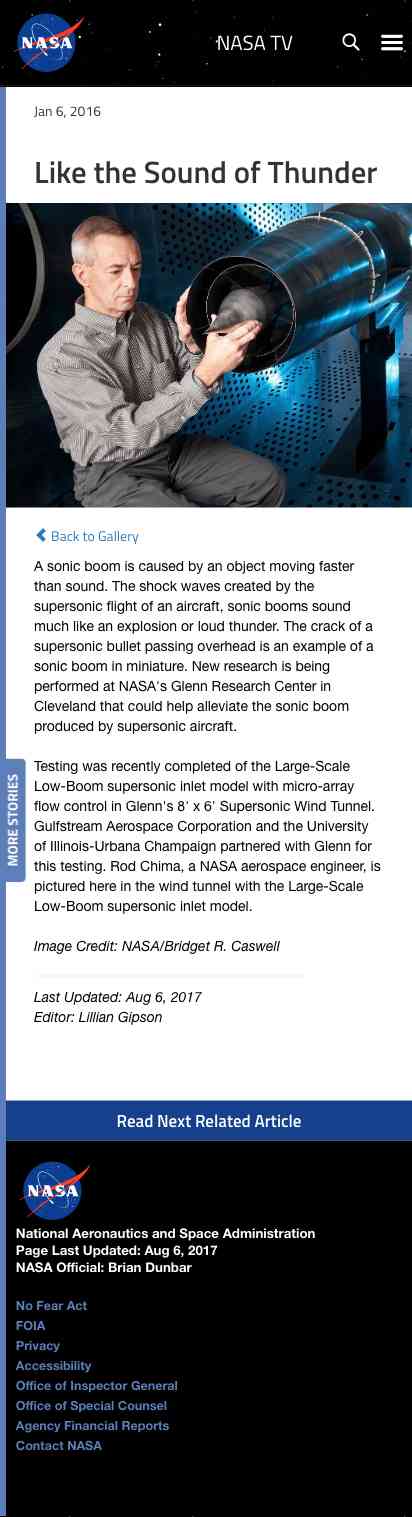 NASA
NASA TV
Jan 6, 2016
Like the Sound of Thunder
Back to Gallery
A sonic boom is caused by an object moving faster
than sound. The shock waves created by the
supersonic flight of an aircraft, sonic booms sound
much like an explosion or loud thunder. The crack of a
supersonic bullet passing overhead is an example of a
sonic boom in miniature. New research is being
performed at NASA's Glenn Research Center in
Cleveland that could help alleviate the sonic boom
produced by supersonic aircraft.
Testing was recently completed of the Large-Scale
Low-Boom supersonic inlet model with micro-array
flow control in Glenn's 8' x 6' Supersonic Wind Tunnel.
Gulfstream Aerospace Corporation and the University
of Illinois-Urbana Champaign partnered with Glenn for
this testing. Rod Chima, a NASA aerospace engineer, is
pictured here in the wind tunnel with the Large-Scale
Low-Boom supersonic inlet model.
MORE STORIES
Image Credit: NASA/Bridget R. Caswell
Last Updated: Aug 6, 2017
Editor: Lillian Gipson
Read Next Related Article
NASA
National Aeronautics and Space Administration
Page Last Updated: Aug 6, 2017
NASA Official: Brian Dunbar
No Fear Act
FOIA
Privacy
Accessibility
Office of Inspector General
Office of Special Counsel
Agency Financial Reports
Contact NASA